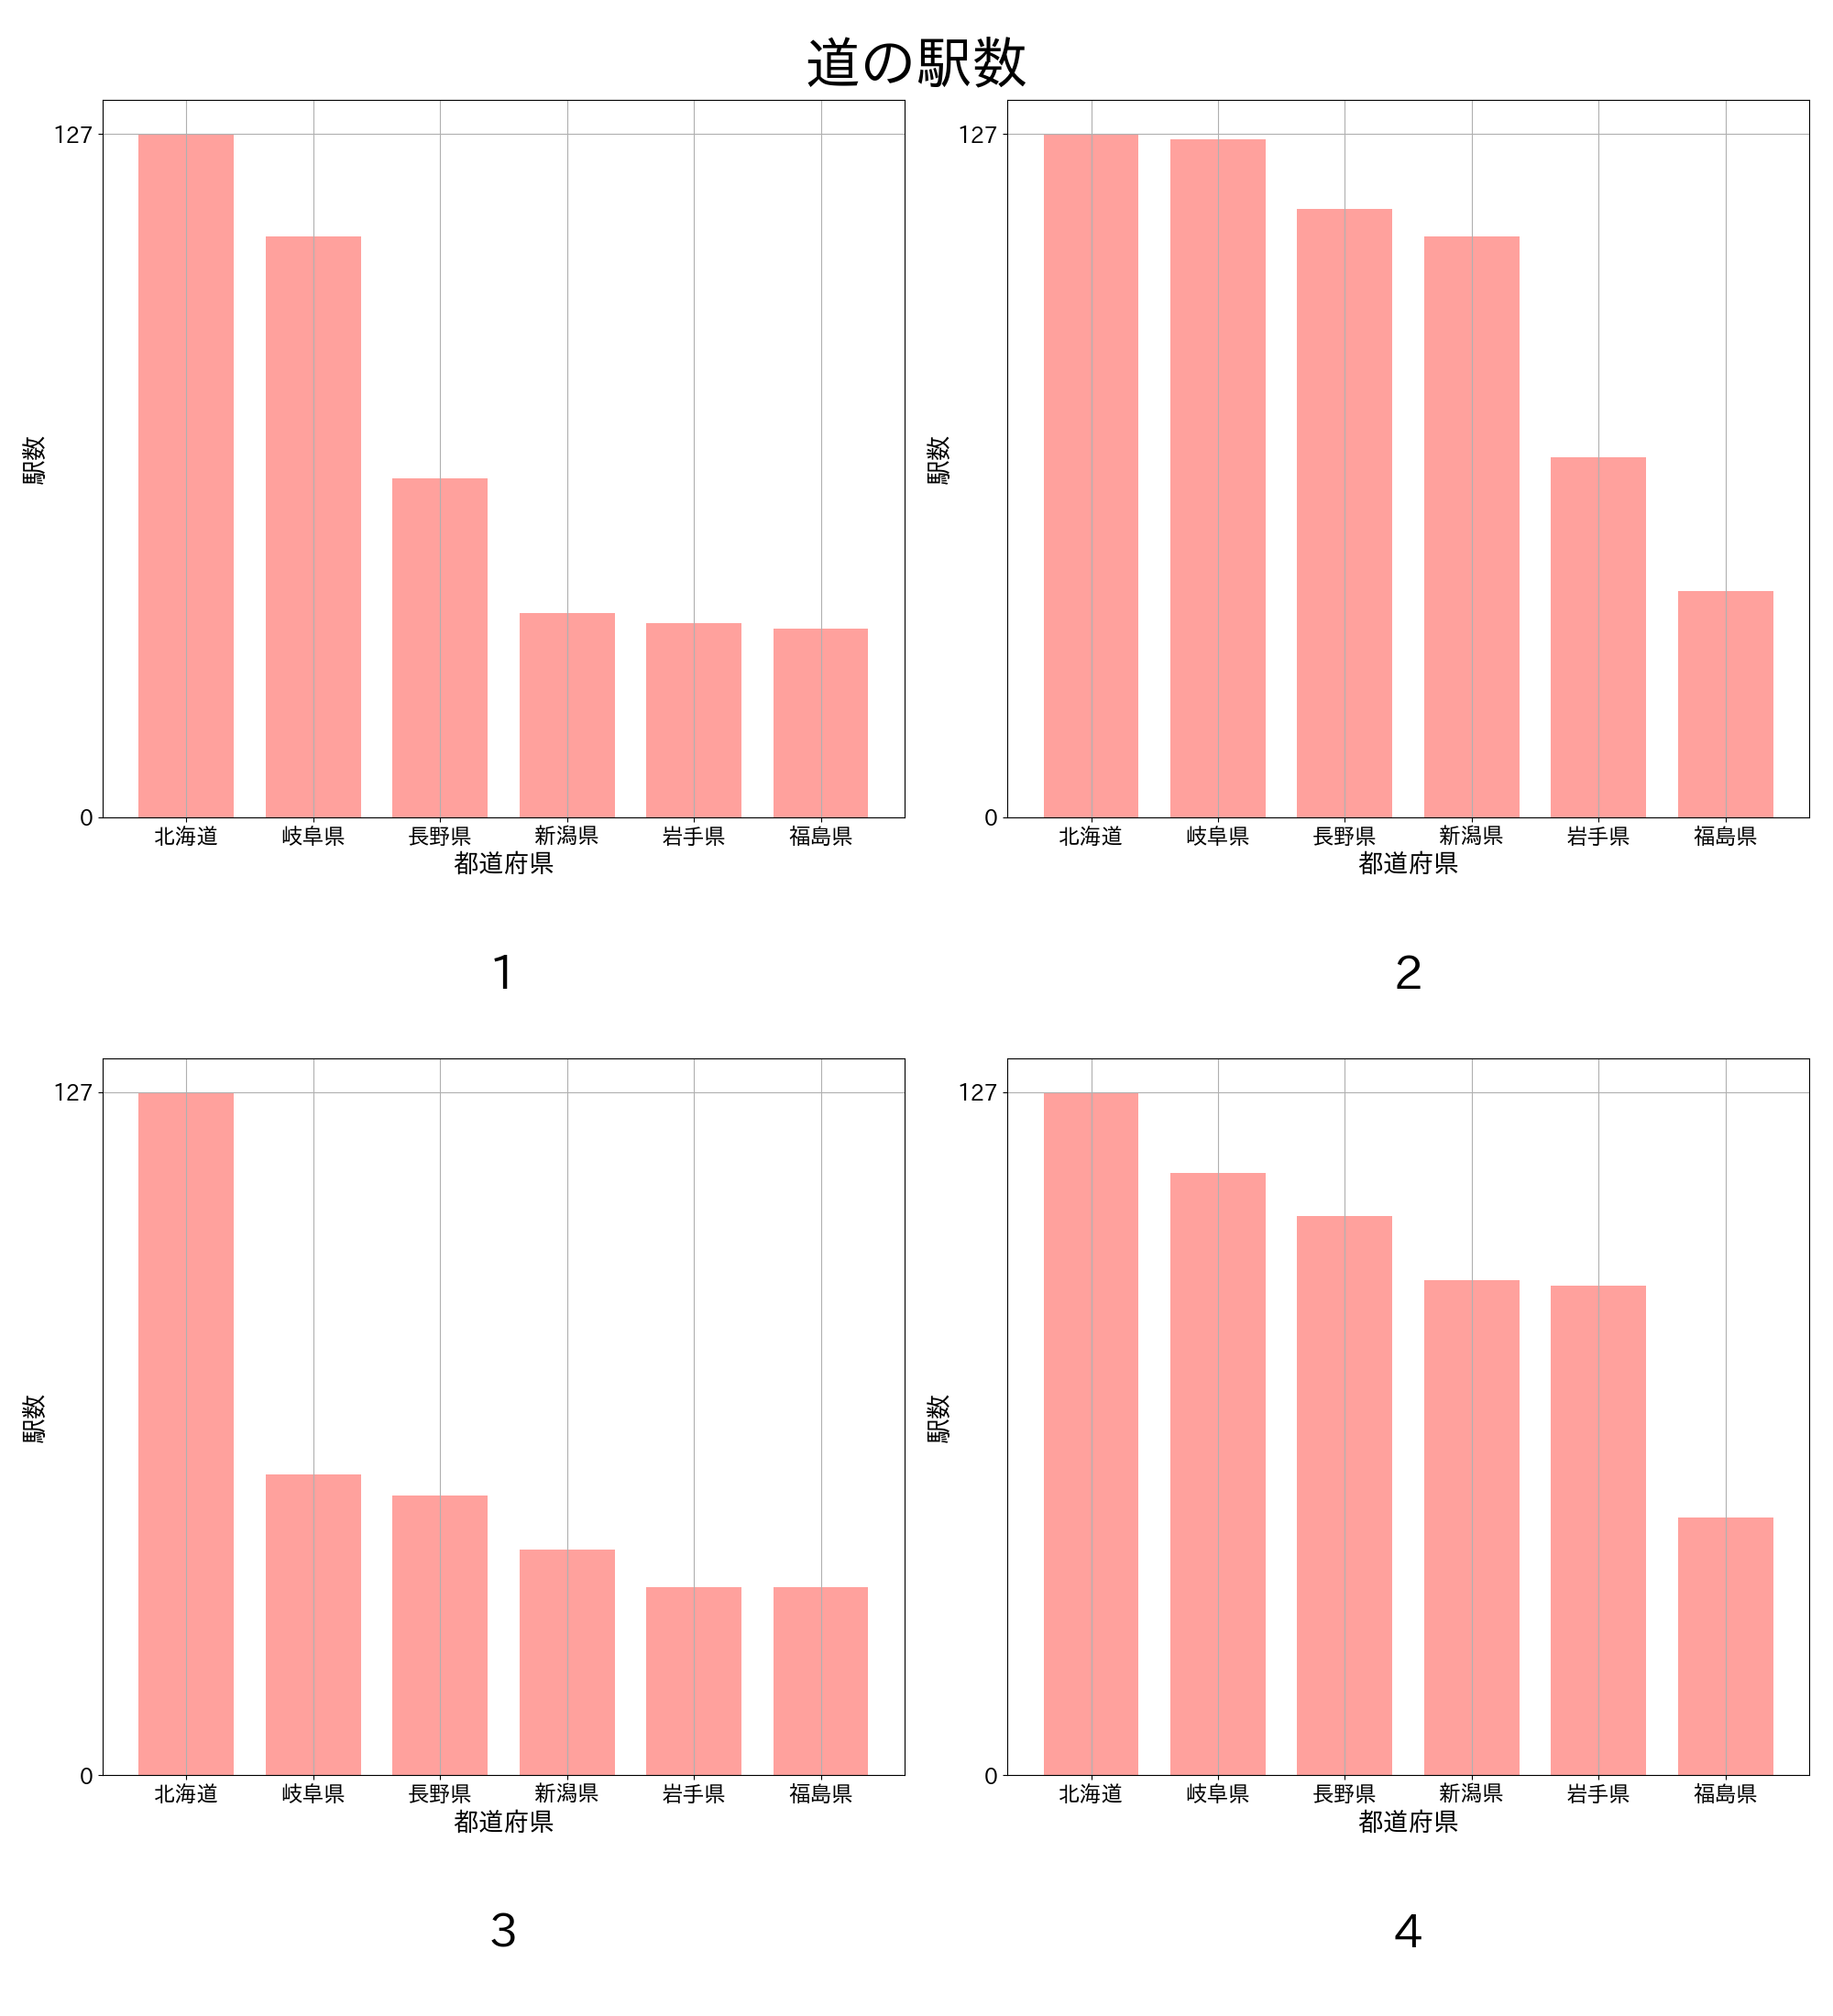 道の駅数
127
駅数
0
北海道 岐阜県 長野県 新潟県 岩手県 福島県
都道府県
1
127
駅数
0
北海道 岐阜県 長野県 新潟県 岩手県 福島県
都道府県
2
127
駅数
0
北海道 岐阜県 長野県 新潟県 岩手県 福島県
都道府県
3
127
駅数
0
北海道 岐阜県 長野県 新潟県 岩手県 福島県
都道府県
4